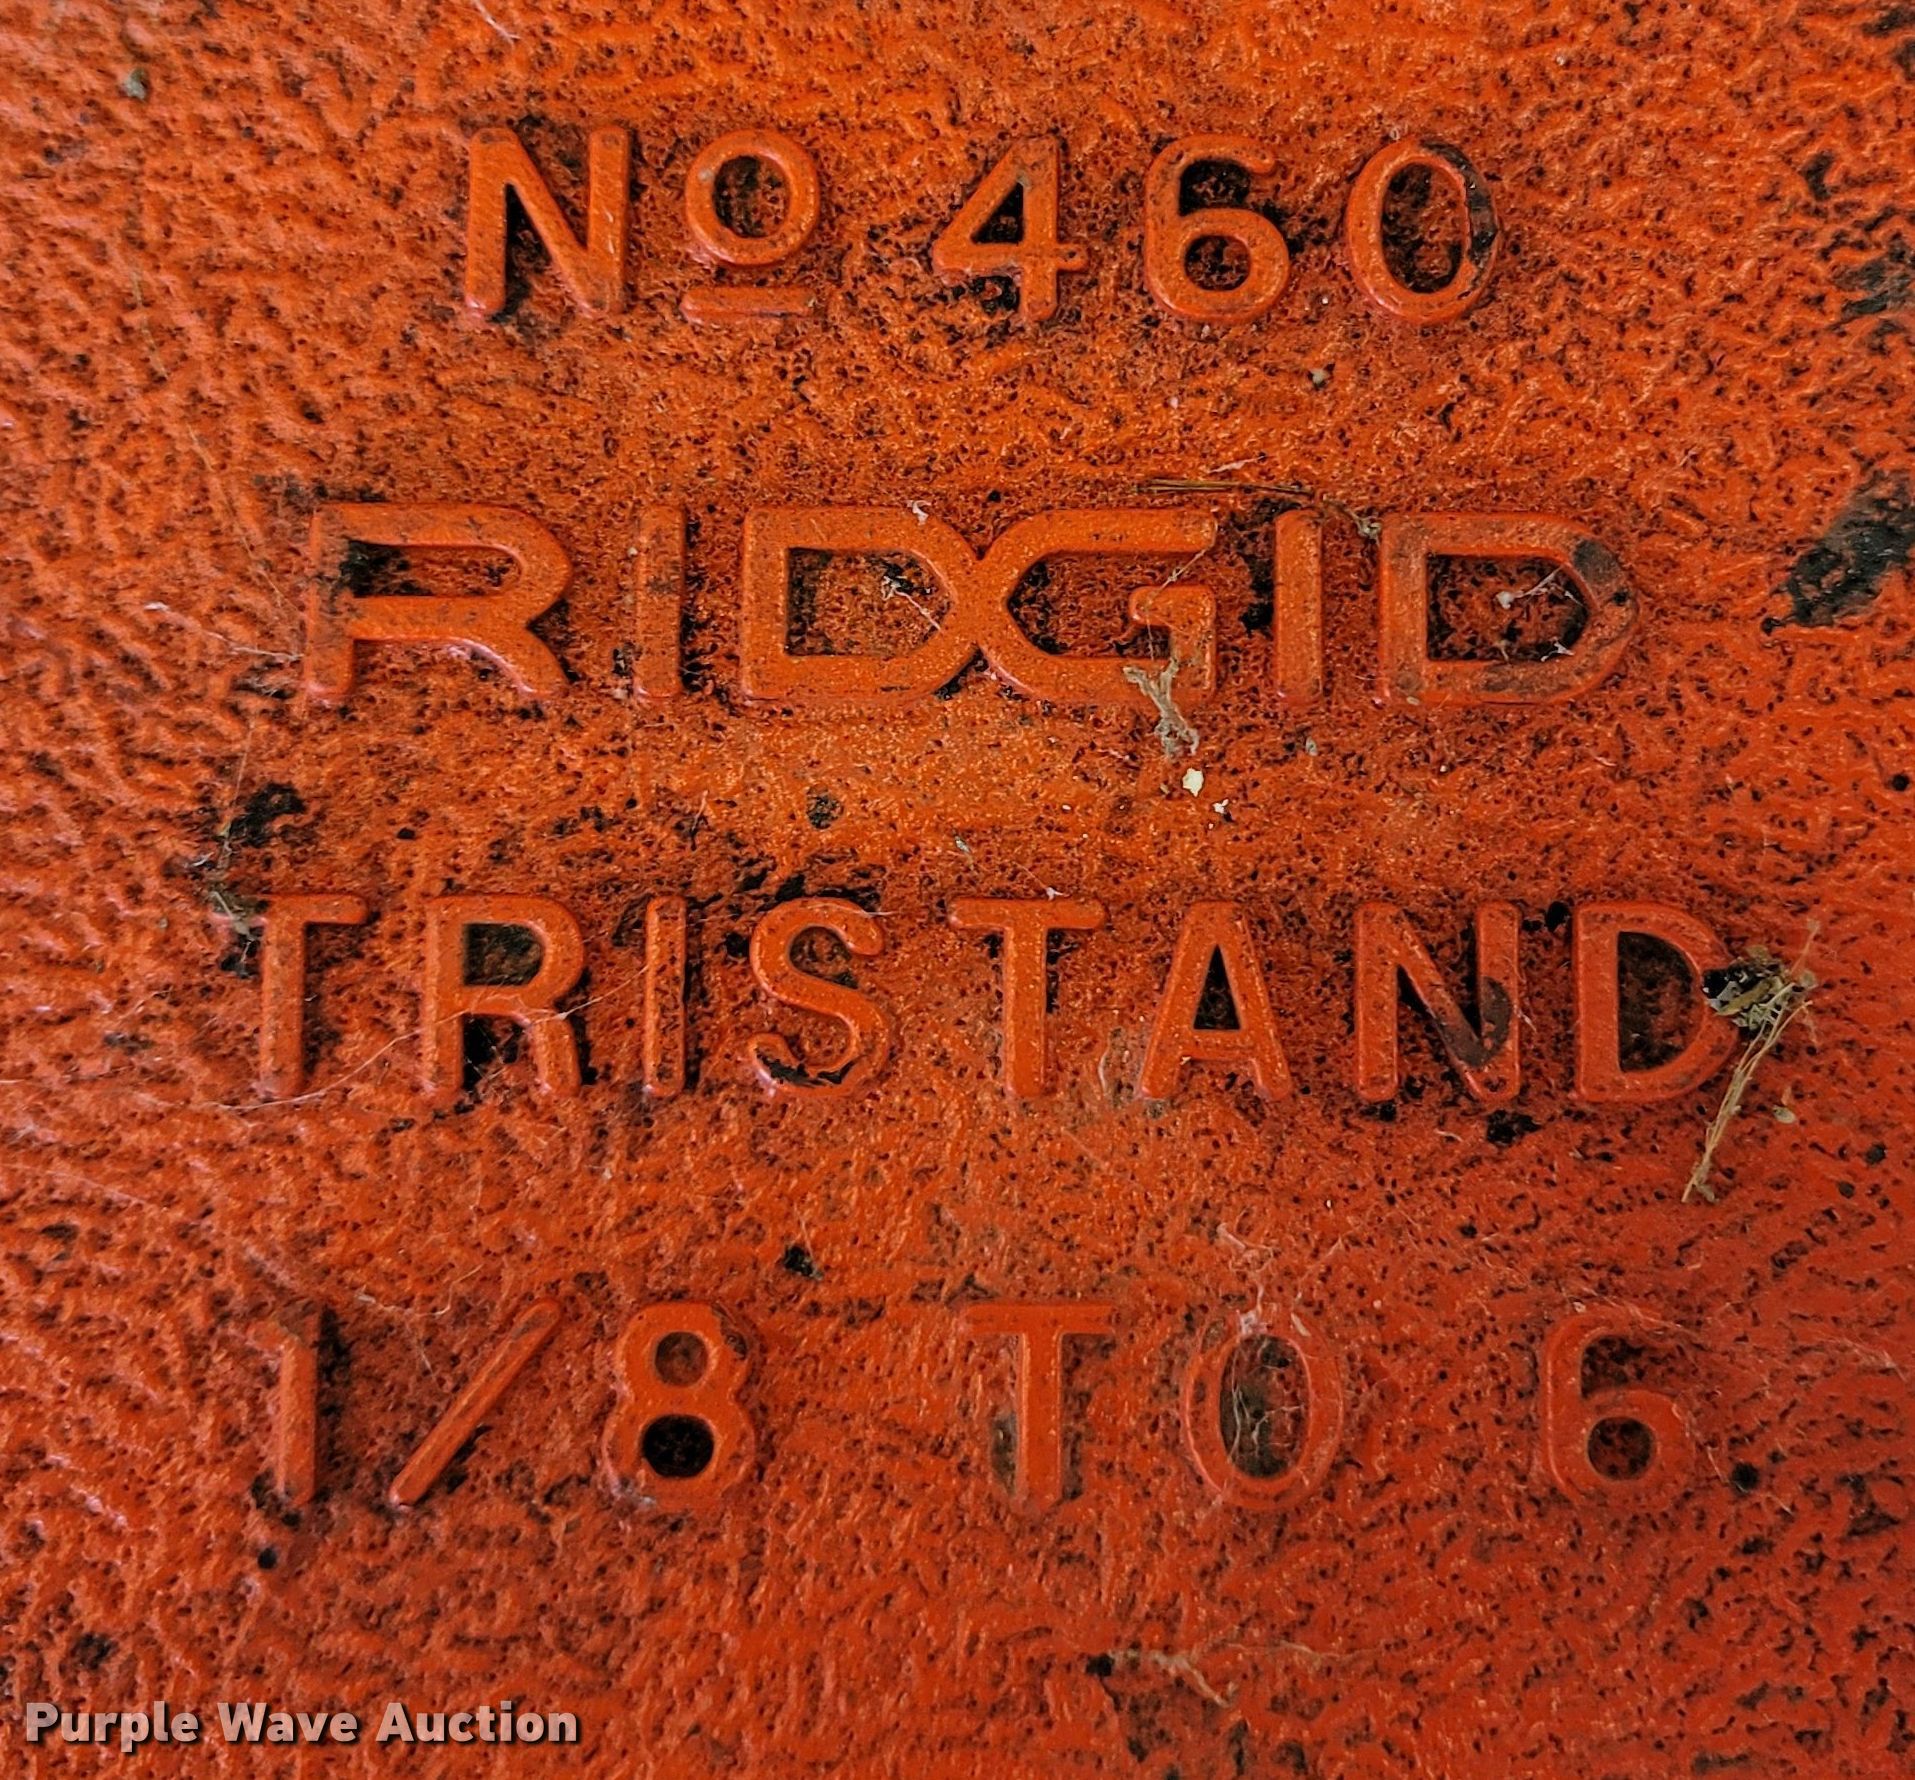 Nº 460
RIDGID
TRISTAND
1/8 TO 6
Purple Wave Auction